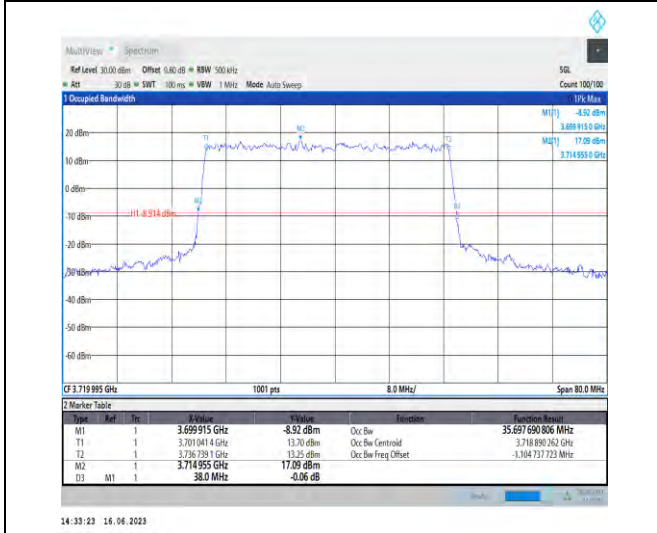 MultiView Spectrum
Ref Level 30.00 dBm Offset 0.80 dB RBW 500 kHz SGL
Att 30 dB SWT 100 ms VBW 1 MHz Mode Auto Sweep Count 100/100
1 Occupied Bandwidth 1Pk Max
M1[1] -8.92 dBm
3.699 915 0 GHz
M2[1] 17.09 dBm
3.714 955 0 GHz
20 dBm
T1
M2
T2
10 dBm
0 dBm
-10 dBm
H1 -8.914 dBm
-20 dBm
-30 dBm
-40 dBm
-50 dBm
-60 dBm
CF 3.719 995 GHz 1001 pts 8.0 MHz/ Span 80.0 MHz
2 Marker Table
Type Ref Trc X-Value Y-Value Function Function Result
M1 1 3.699915 GHz -8.92 dBm Occ Bw 35.697 690 806 MHz
T1 1 3.701 041 4 GHz 13.70 dBm Occ Bw Centroid 3.718 890 262 GHz
T2 1 3.736 739 1 GHz 13.25 dBm Occ Bw Freq Offset -1.104 737 723 MHz
M2 1 3.714 955 GHz 17.09 dBm
D3 M1 1 38.0 MHz -0.06 dB
14:33:23 16.06.2023